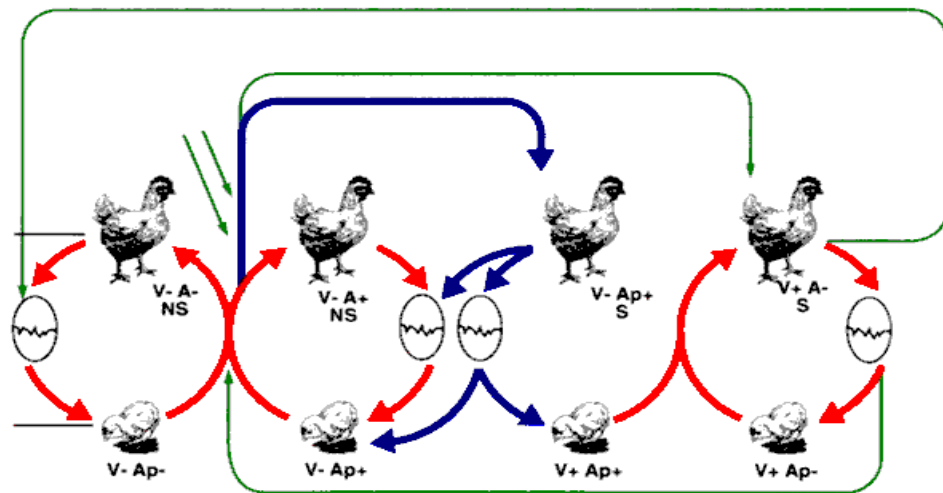 V- A-
NS
V- A+
NS
V- Ap+
S
V+ A-
S
V- Ap-
V- Ap+
V+ Ap+
V+ Ap-